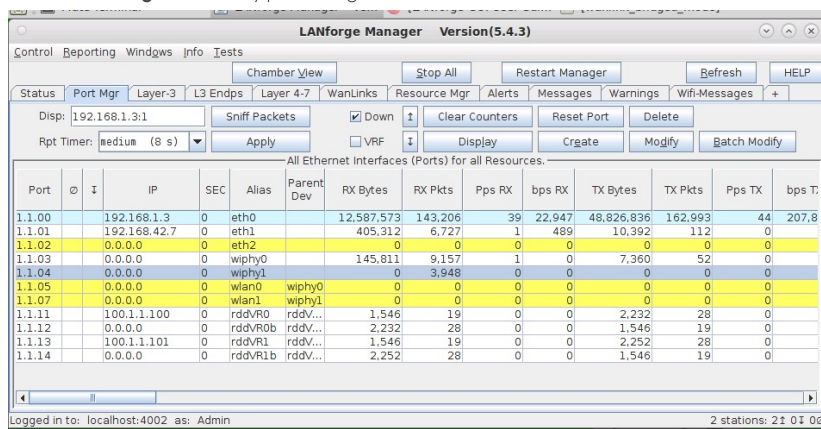 LANforge Manager Version(5.4.3)
Control Reporting Windows Info Tests
Chamber View Stop All Restart Manager Refresh HELP
Status Port Mgr Layer-3 L3 Endps Layer 4-7 WanLinks Resource Mgr Alerts Messages Warnings Wifi-Messages +
Disp: 192.168.1.3:1 Sniff Packets Down Clear Counters Reset Port Delete
Rpt Timer: medium (8 s) Apply VRF Display Create Modify Batch Modify
All Ethernet Interfaces (Ports) for all Resources.
Port IP SEC Alias Parent Dev RX Bytes RX Pkts Pps RX bps RX TX Bytes TX Pkts Pps TX bps T
1.1.00 192.168.1.3 0 eth0 12,587,573 143,206 39 22,947 48,826,836 162,993 44 207,8
1.1.01 192.168.42.7 0 eth1 405,312 6,727 1 489 10,392 112 0
1.1.02 0.0.0.0 0 eth2 0 0 0 0 0 0 0
1.1.03 0.0.0.0 0 wiphy0 145,811 9,157 1 0 7,360 52 0
1.1.04 0.0.0.0 0 wiphy1 0 3,948 0 0 0 0 0
1.1.05 0.0.0.0 0 wlan0 wiphy0 0 0 0 0 0 0 0
1.1.07 0.0.0.0 0 wlan1 wiphy1 0 0 0 0 0 0 0
1.1.11 100.1.1.100 0 rddVR0 rddV... 1,546 19 0 0 2,232 28 0
1.1.12 0.0.0.0 0 rddVR0b rddV... 2,232 28 0 0 1,546 19 0
1.1.13 100.1.1.101 0 rddVR1 rddV... 1,546 19 0 0 2,252 28 0
1.1.14 0.0.0.0 0 rddVR1b rddV... 2,252 28 0 0 1,546 19 0
Logged in to: localhost:4002 as: Admin 2 stations: 2↥ 0↧ 0∅